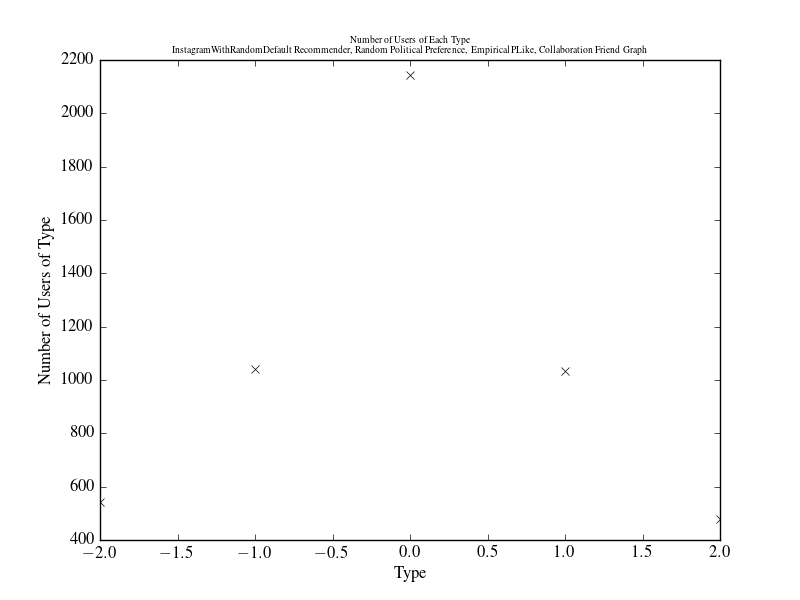 Number of Users of Each Type
InstagramWithRandomDefault Recommender, Random Political Preference, EmpiricalPLike, Collaboration Friend Graph
2200
2000
1800
1600
1400
1200
1000
800
600
400
Number of Users of Type
−2.0 −1.5 −1.0 −0.5 0.0 0.5 1.0 1.5 2.0
Type